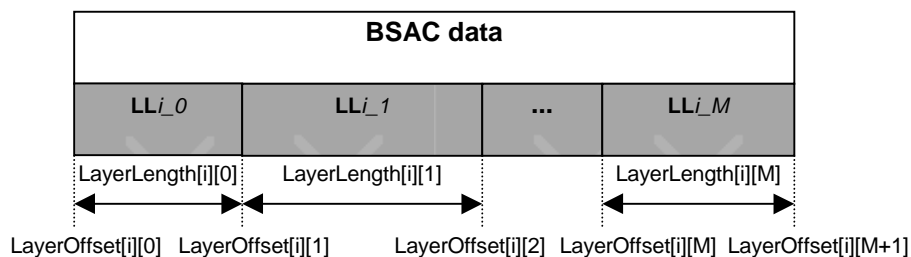 BSAC data
LLi_0 LLi_1 ... LLi_M
LayerLength[i][0] LayerLength[i][1] LayerLength[i][M]
LayerOffset[i][0] LayerOffset[i][1] LayerOffset[i][2] LayerOffset[i][M] LayerOffset[i][M+1]